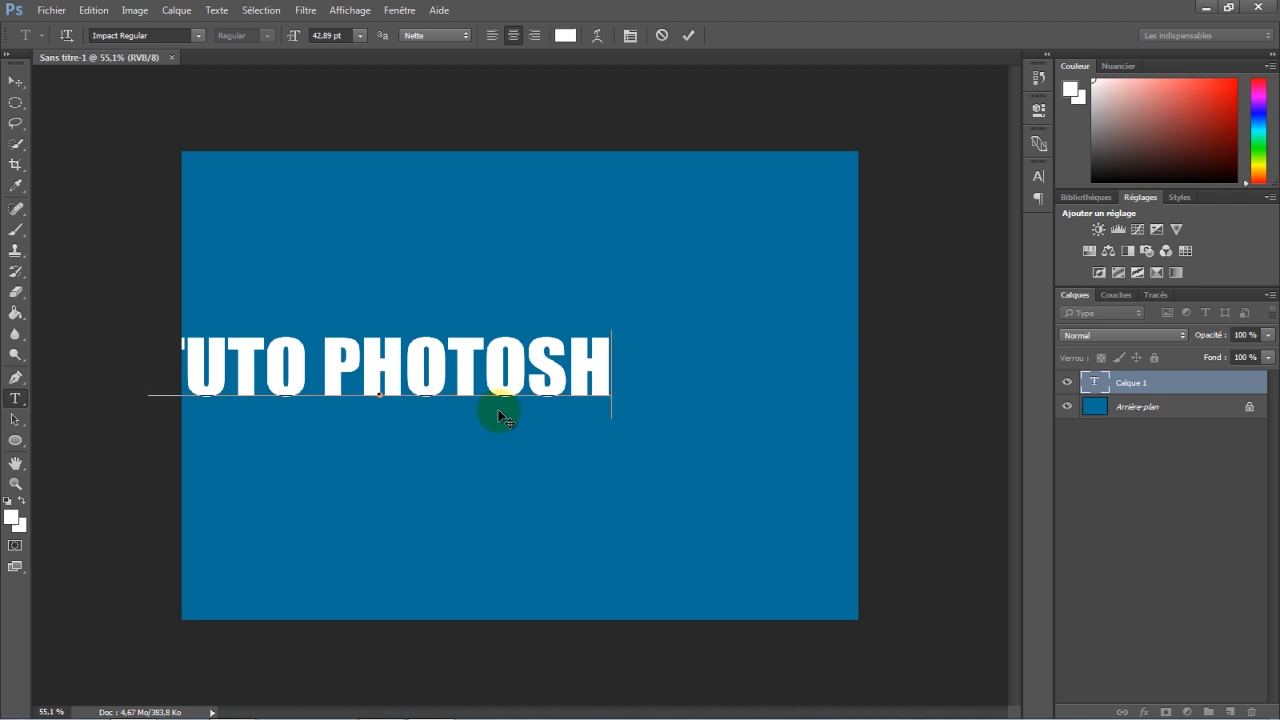 Ps Fichier Edition Image Calque Texte Sélection Filtre Affichage Fenêtre Aide
T Impact Regular Regular 42,89 pt aa Nette Les indispensables
Sans titre-1 @ 55,1% (RVB/8) x
Couleur Nuancier
Bibliothèques Réglages Styles
Ajouter un réglage
Calques Couches Tracés
Type
Normal Opacité : 100 %
Verrou : Fond : 100 %
T Calque 1
Arrière-plan
TUTO PHOTOSH
55,1 % Doc : 4,67 Mo/383,8 Ko